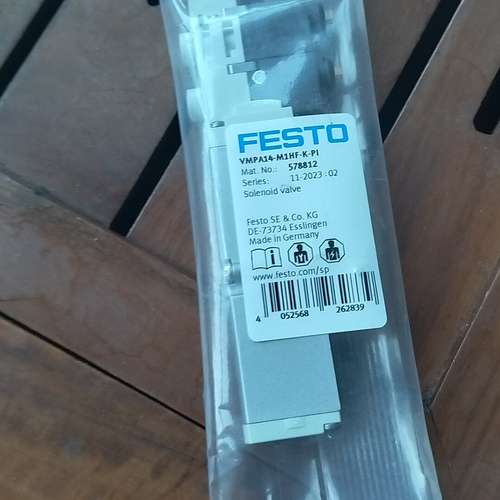 FESTO
VMPA14-M1HF-K-PI
Mat. No.: 578812
Series: 11-2023 : 02
Solenoid valve
Festo SE & Co. KG
DE-73734 Esslingen
Made in Germany
www.festo.com/sp
4 052568 262839